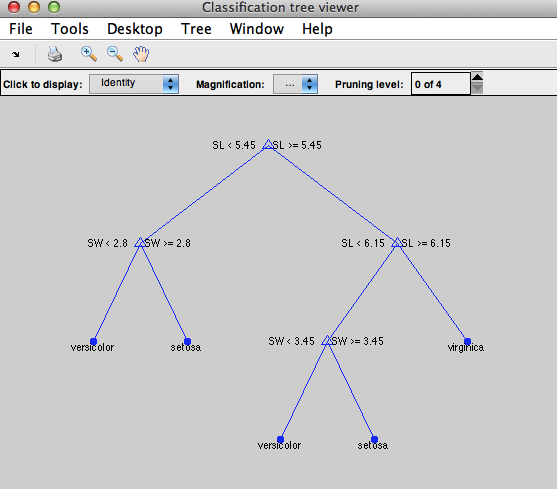 Classification tree viewer
File Tools Desktop Tree Window Help
Click to display: Identity Magnification: ... Pruning level: 0 of 4
SL < 5.45 SL >= 5.45
SW < 2.8 SW >= 2.8 SL < 6.15 SL >= 6.15
versicolor setosa SW < 3.45 SW >= 3.45 virginica
versicolor setosa